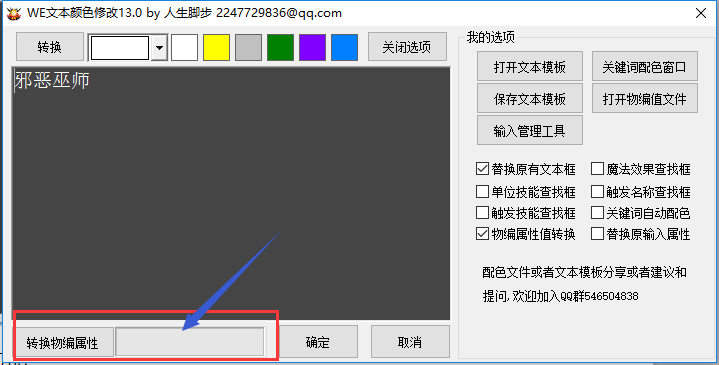 WE文本颜色修改13.0 by 人生脚步 2247729836@qq.com
转换
关闭选项
邪恶巫师
转换物编属性
确定
取消
我的选项
打开文本模板
关键词配色窗口
保存文本模板
打开物编值文件
输入管理工具
替换原有文本框
魔法效果查找框
单位技能查找框
触发名称查找框
触发技能查找框
关键词自动配色
物编属性值转换
替换原输入属性
配色文件或者文本模板分享或者建议和
提问,欢迎加入QQ群546504838